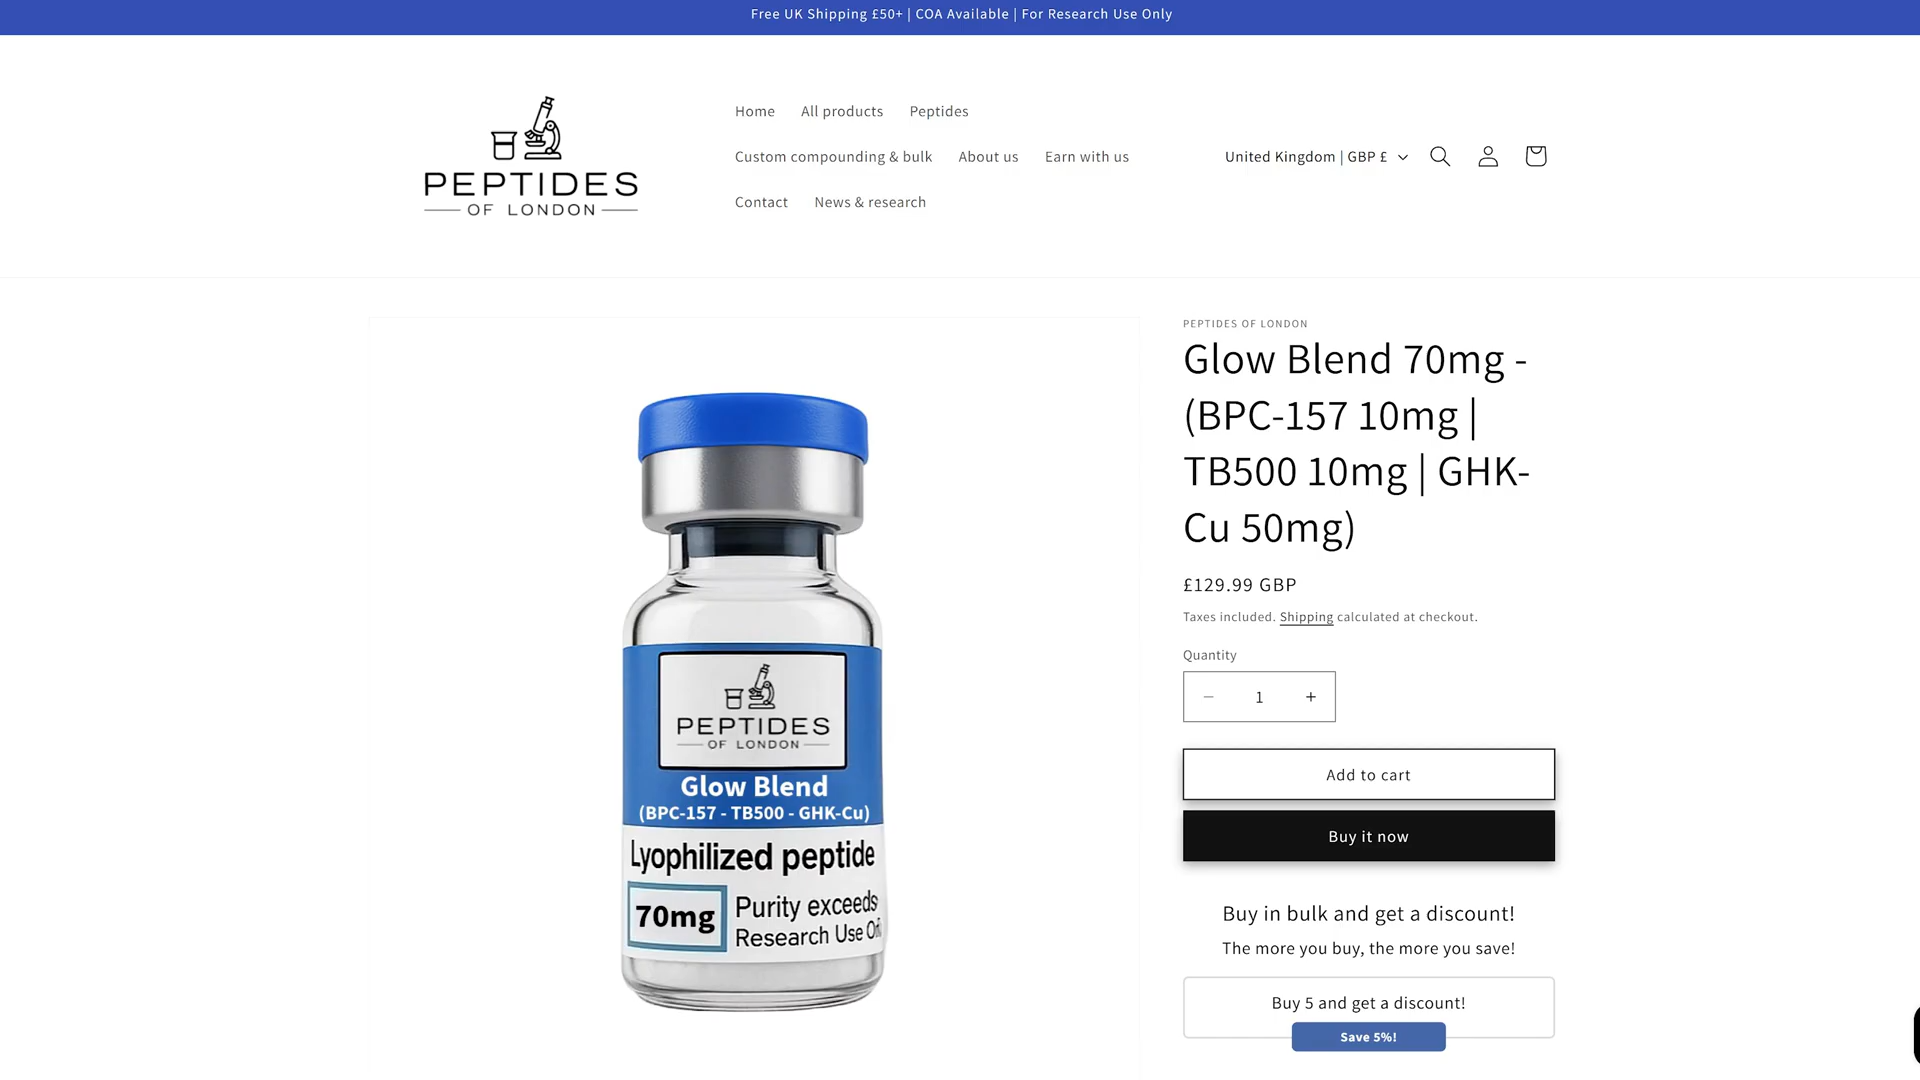 Free UK Shipping £50+ | COA Available | For Research Use Only
PEPTIDES
OF LONDON
Home All products Peptides
Custom compounding & bulk About us Earn with us
Contact News & research
United Kingdom | GBP £
PEPTIDES
OF LONDON
Glow Blend
(BPC-157 - TB500 - GHK-Cu)
Lyophilized peptide
70mg
Purity exceeds
Research Use
PEPTIDES OF LONDON
Glow Blend 70mg -
(BPC-157 10mg |
TB500 10mg | GHK-
Cu 50mg)
£129.99 GBP
Taxes included. Shipping calculated at checkout.
Quantity
− 1 +
Add to cart
Buy it now
Buy in bulk and get a discount!
The more you buy, the more you save!
Buy 5 and get a discount!
Save 5%!